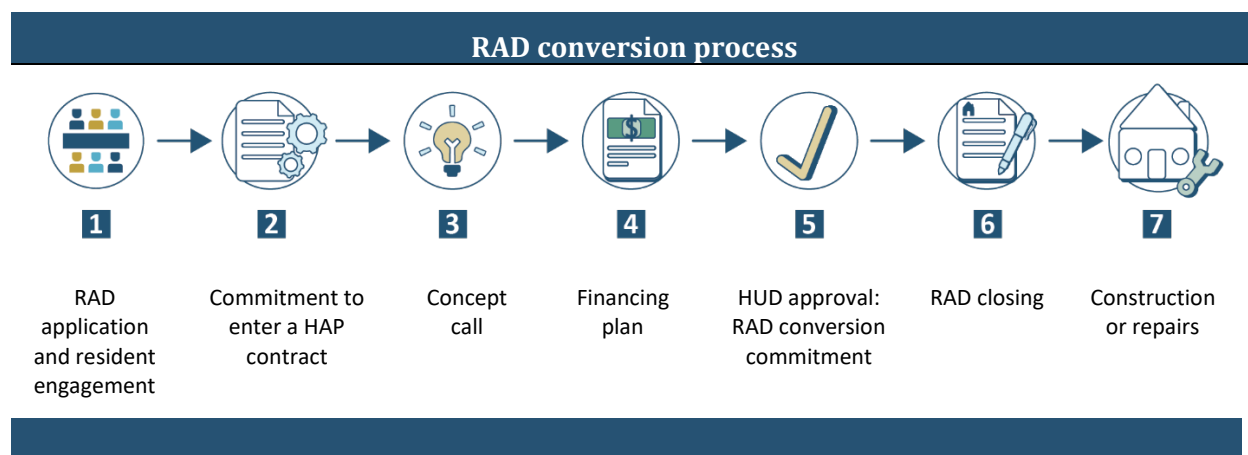 RAD conversion process
$
1
2
3
4
5
6
7
RAD
application
and resident
engagement
Commitment to
enter a HAP
contract
Concept
call
Financing
plan
HUD approval:
RAD conversion
commitment
RAD closing
Construction
or repairs